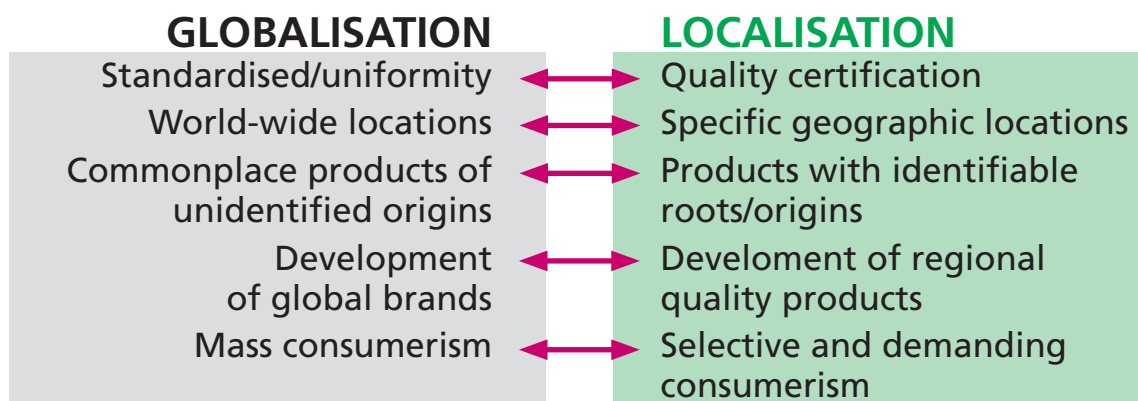 GLOBALISATION
LOCALISATION
Standardised/uniformity
Quality certification
World-wide locations
Specific geographic locations
Commonplace products of
unidentified origins
Products with identifiable
roots/origins
Development
of global brands
Develoment of regional
quality products
Mass consumerism
Selective and demanding
consumerism